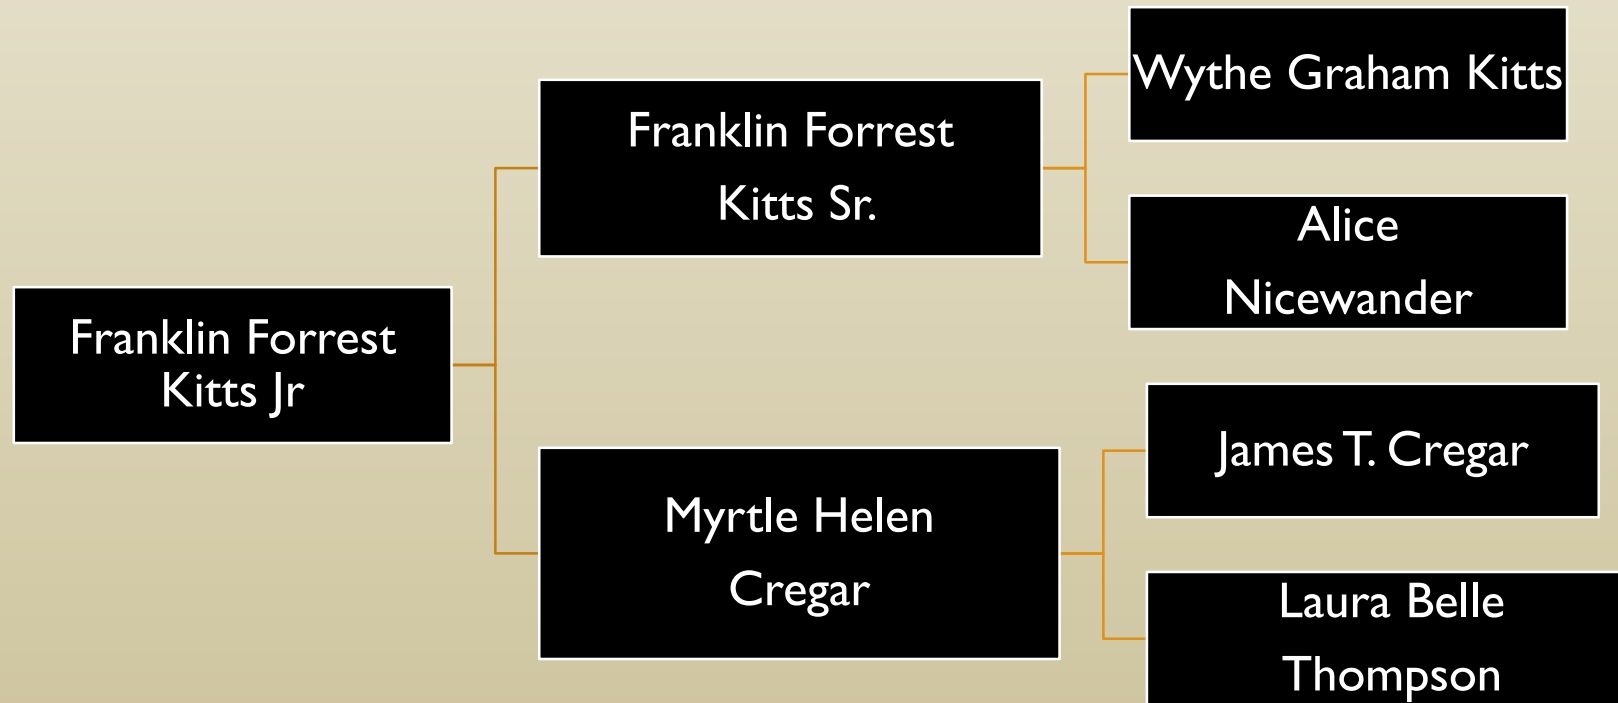 Franklin Forrest
Kitts Jr
Franklin Forrest
Kitts Sr.
Wythe Graham Kitts
Alice
Nicewander
Myrtle Helen
Cregar
James T. Cregar
Laura Belle
Thompson